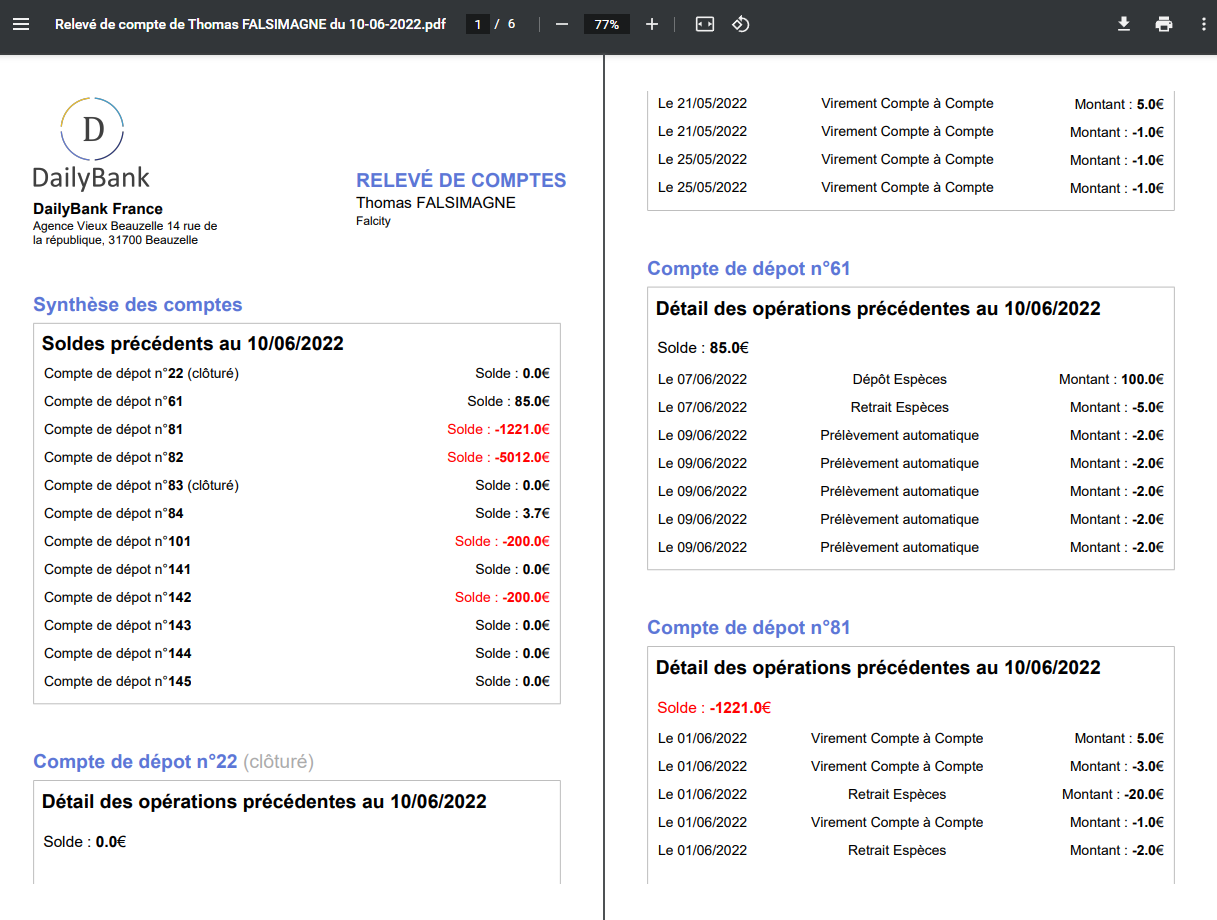 Relevé de compte de Thomas FALSIMAGNE du 10-06-2022.pdf 1 / 6 77%
D
DailyBank
DailyBank France
Agence Vieux Beauzelle 14 rue de
la république, 31700 Beauzelle
RELEVÉ DE COMPTES
Thomas FALSIMAGNE
Falcity
Synthèse des comptes
Soldes précédents au 10/06/2022
Compte de dépot n°22 (clôturé) Solde : 0.0€
Compte de dépot n°61 Solde : 85.0€
Compte de dépot n°81 Solde : -1221.0€
Compte de dépot n°82 Solde : -5012.0€
Compte de dépot n°83 (clôturé) Solde : 0.0€
Compte de dépot n°84 Solde : 3.7€
Compte de dépot n°101 Solde : -200.0€
Compte de dépot n°141 Solde : 0.0€
Compte de dépot n°142 Solde : -200.0€
Compte de dépot n°143 Solde : 0.0€
Compte de dépot n°144 Solde : 0.0€
Compte de dépot n°145 Solde : 0.0€
Compte de dépot n°22 (clôturé)
Détail des opérations précédentes au 10/06/2022
Solde : 0.0€
Le 21/05/2022 Virement Compte à Compte Montant : 5.0€
Le 21/05/2022 Virement Compte à Compte Montant : -1.0€
Le 25/05/2022 Virement Compte à Compte Montant : -1.0€
Le 25/05/2022 Virement Compte à Compte Montant : -1.0€
Compte de dépot n°61
Détail des opérations précédentes au 10/06/2022
Solde : 85.0€
Le 07/06/2022 Dépôt Espèces Montant : 100.0€
Le 07/06/2022 Retrait Espèces Montant : -5.0€
Le 09/06/2022 Prélèvement automatique Montant : -2.0€
Le 09/06/2022 Prélèvement automatique Montant : -2.0€
Le 09/06/2022 Prélèvement automatique Montant : -2.0€
Le 09/06/2022 Prélèvement automatique Montant : -2.0€
Le 09/06/2022 Prélèvement automatique Montant : -2.0€
Compte de dépot n°81
Détail des opérations précédentes au 10/06/2022
Solde : -1221.0€
Le 01/06/2022 Virement Compte à Compte Montant : 5.0€
Le 01/06/2022 Virement Compte à Compte Montant : -3.0€
Le 01/06/2022 Retrait Espèces Montant : -20.0€
Le 01/06/2022 Virement Compte à Compte Montant : -1.0€
Le 01/06/2022 Retrait Espèces Montant : -2.0€